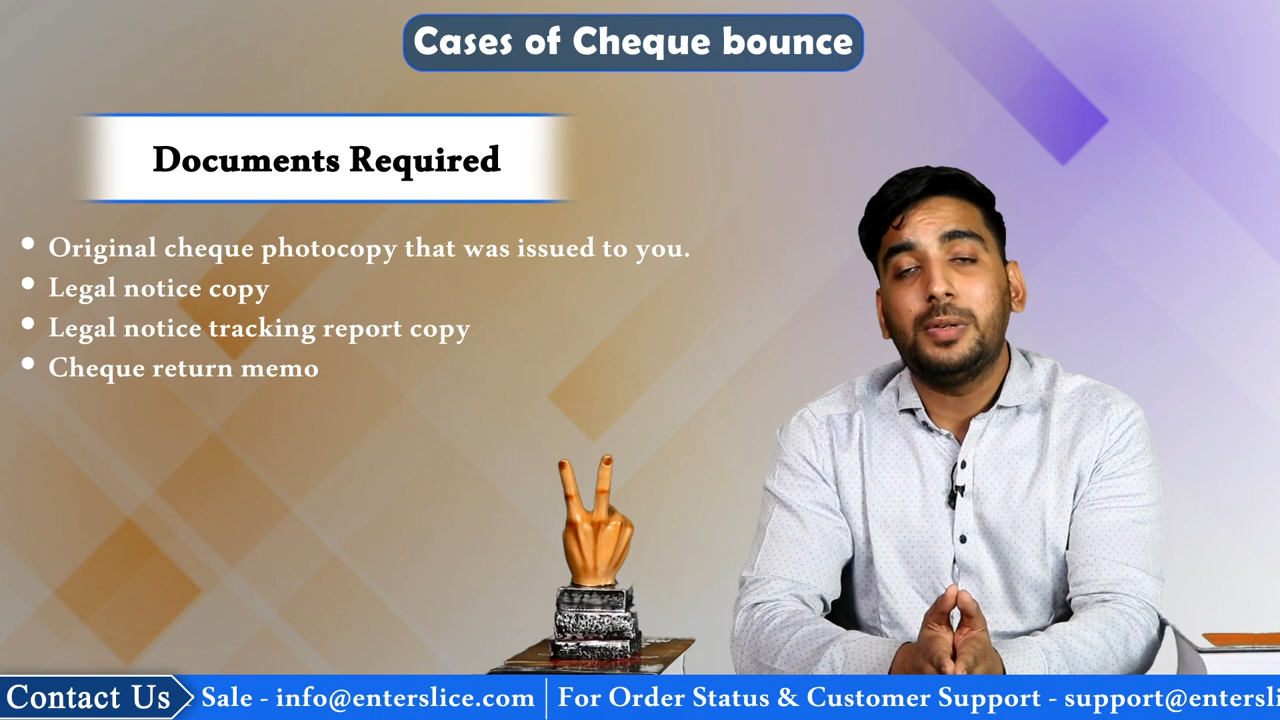 Cases of Cheque bounce
Documents Required
Original cheque photocopy that was issued to you.
Legal notice copy
Legal notice tracking report copy
Cheque return memo
Contact Us Sale - info@enterslice.com For Order Status & Customer Support - support@entersli